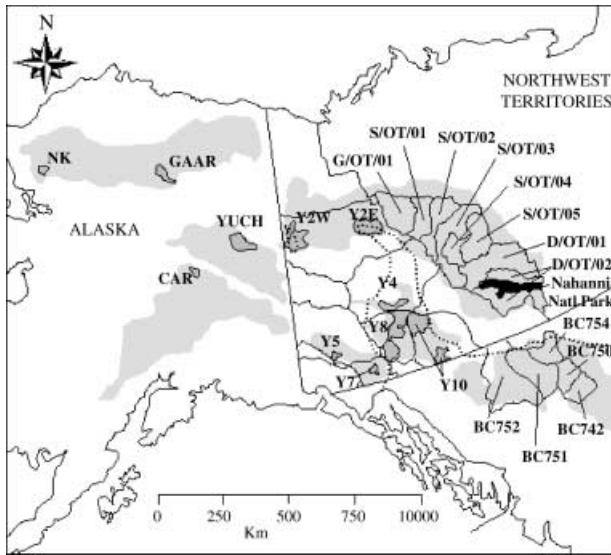 N
NORTHWEST
TERRITORIES
S/OT/01
S/OT/02
G/OT/01
S/OT/03
S/OT/04
S/OT/05
NK
GAAR
ALASKA
YUCH
Y2W
Y2E
D/OT/01
D/OT/02
CAR
Y4
Nahanni
Natl Park
Y8
BC754
Y5
BC750
Y7
Y10
BC752
BC742
BC751
0 250 500 750 10000
Km